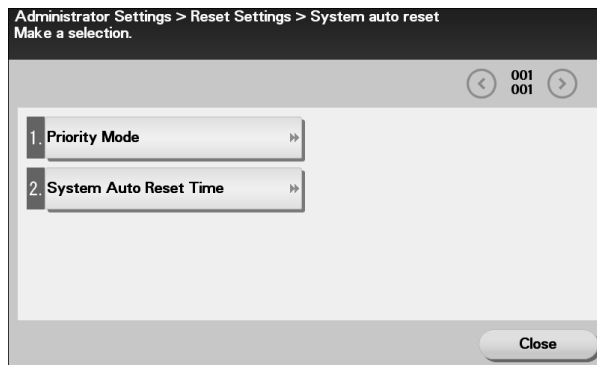 Administrator Settings > Reset Settings > System auto reset
Make a selection.
001
001
1. Priority Mode
2. System Auto Reset Time
Close